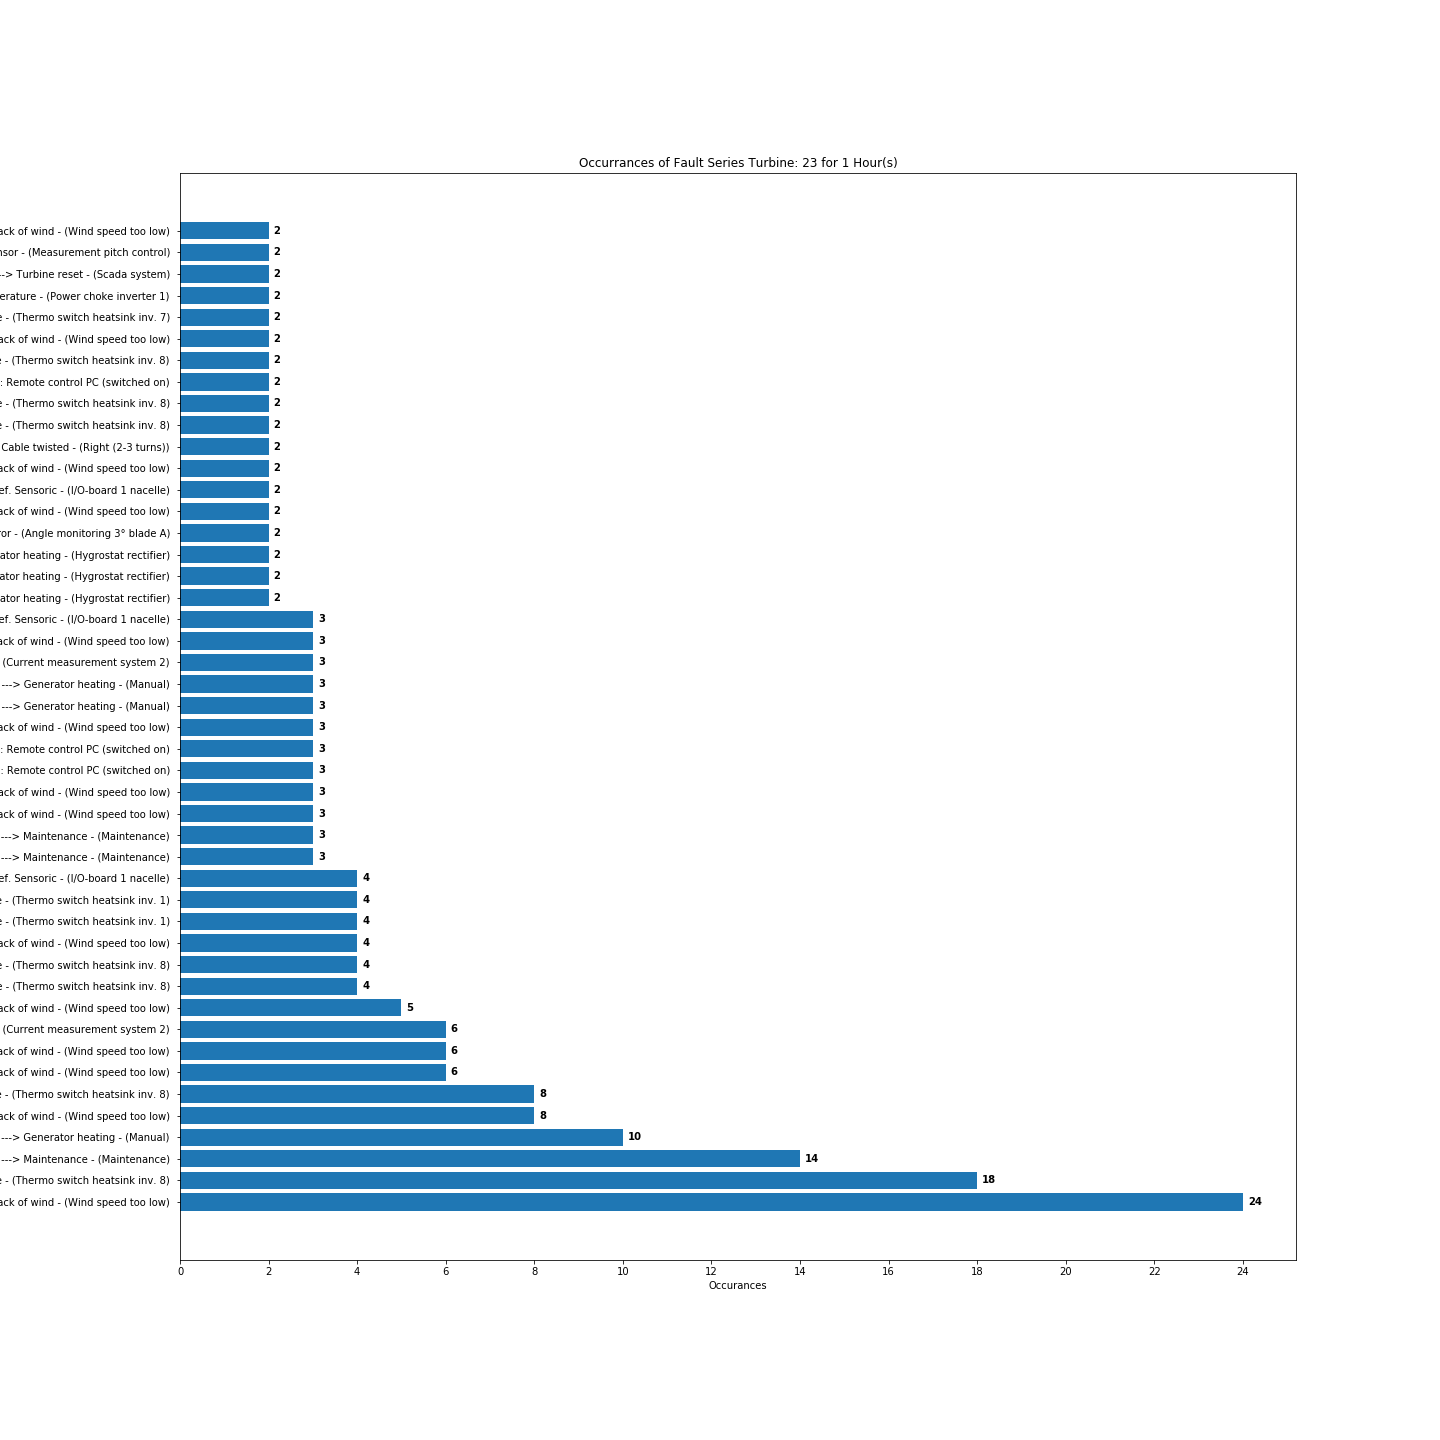 Occurrances of Fault Series Turbine: 23 for 1 Hour(s)
ack of wind - (Wind speed too low) 2
nsor - (Measurement pitch control) 2
--> Turbine reset - (Scada system) 2
erature - (Power choke inverter 1) 2
e - (Thermo switch heatsink inv. 7) 2
ack of wind - (Wind speed too low) 2
e - (Thermo switch heatsink inv. 8) 2
: Remote control PC (switched on) 2
e - (Thermo switch heatsink inv. 8) 2
e - (Thermo switch heatsink inv. 8) 2
Cable twisted - (Right (2-3 turns)) 2
ack of wind - (Wind speed too low) 2
ef. Sensoric - (I/O-board 1 nacelle) 2
ack of wind - (Wind speed too low) 2
ror - (Angle monitoring 3° blade A) 2
ator heating - (Hygrostat rectifier) 2
ator heating - (Hygrostat rectifier) 2
ator heating - (Hygrostat rectifier) 2
ef. Sensoric - (I/O-board 1 nacelle) 3
ack of wind - (Wind speed too low) 3
(Current measurement system 2) 3
---> Generator heating - (Manual) 3
---> Generator heating - (Manual) 3
ack of wind - (Wind speed too low) 3
: Remote control PC (switched on) 3
: Remote control PC (switched on) 3
ack of wind - (Wind speed too low) 3
ack of wind - (Wind speed too low) 3
---> Maintenance - (Maintenance) 3
---> Maintenance - (Maintenance) 3
ef. Sensoric - (I/O-board 1 nacelle) 4
e - (Thermo switch heatsink inv. 1) 4
e - (Thermo switch heatsink inv. 1) 4
ack of wind - (Wind speed too low) 4
e - (Thermo switch heatsink inv. 8) 4
e - (Thermo switch heatsink inv. 8) 4
ack of wind - (Wind speed too low) 5
(Current measurement system 2) 6
ack of wind - (Wind speed too low) 6
ack of wind - (Wind speed too low) 6
e - (Thermo switch heatsink inv. 8) 8
ack of wind - (Wind speed too low) 8
---> Generator heating - (Manual) 10
---> Maintenance - (Maintenance) 14
e - (Thermo switch heatsink inv. 8) 18
ack of wind - (Wind speed too low) 24
0 2 4 6 8 10 12 14 16 18 20 22 24
Occurances